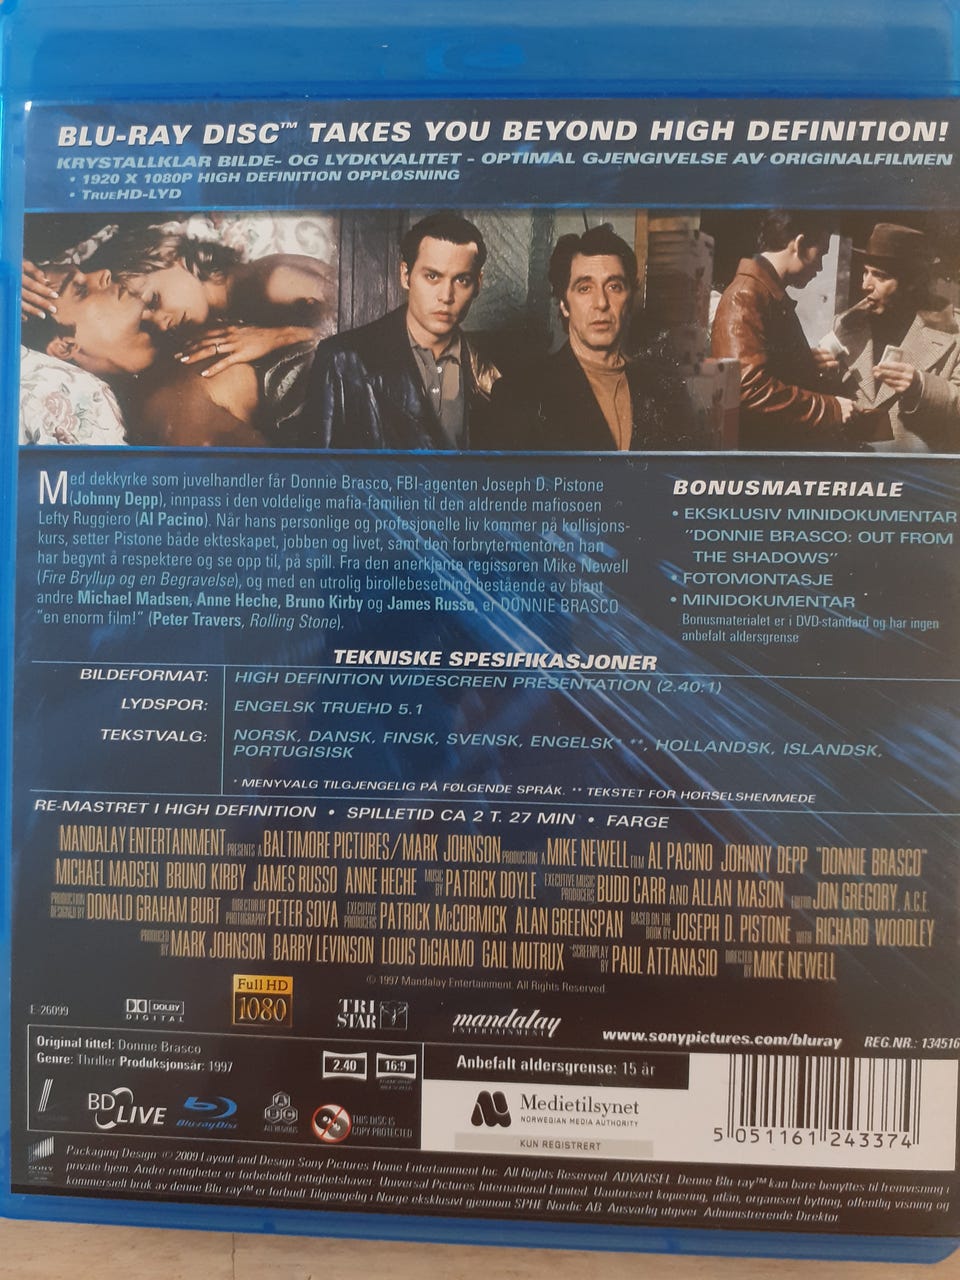 BLU-RAY DISC™ TAKES YOU BEYOND HIGH DEFINITION!
KRYSTALLKLAR BILDE- OG LYDKVALITET - OPTIMAL GJENGIVELSE AV ORIGINALFILMEN
• 1920 X 1080P HIGH DEFINITION OPPLØSNING
• TRUEHD-LYD
Med dekkyrke som juvelhandler får Donnie Brasco, FBI-agenten Joseph D. Pistone
(Johnny Depp), innpass i den voldelige mafia-familien til den aldrende mafiosoen
Lefty Ruggiero (Al Pacino). Når hans personlige og profesjonelle liv kommer på kollisjons-
kurs, setter Pistone både ekteskapet, jobben og livet, samt den forbrytermentoren han
har begynt å respektere og se opp til, på spill. Fra den anerkjente regissøren Mike Newell
(Fire Bryllup og en Begravelse), og med en utrolig birollebesetning bestående av blant
andre Michael Madsen, Anne Heche, Bruno Kirby og James Russo, er DONNIE BRASCO
"en enorm film!" (Peter Travers, Rolling Stone).
BONUSMATERIALE
• EKSKLUSIV MINIDOKUMENTAR
"DONNIE BRASCO: OUT FROM
THE SHADOWS"
• FOTOMONTASJE
• MINIDOKUMENTAR
Bonusmaterialet er i DVD-standard og har ingen
anbefalt aldersgrense
TEKNISKE SPESIFIKASJONER
BILDEFORMAT: HIGH DEFINITION WIDESCREEN PRESENTATION (2.40:1)
LYDSPOR: ENGELSK TRUEHD 5.1
TEKSTVALG: NORSK, DANSK, FINSK, SVENSK, ENGELSK* **, HOLLANDSK, ISLANDSK,
PORTUGISISK
* MENYVALG TILGJENGELIG PÅ FØLGENDE SPRÅK. ** TEKSTET FOR HØRSELSHEMMEDE
RE-MASTRET I HIGH DEFINITION • SPILLETID CA 2 T. 27 MIN • FARGE
MANDALAY ENTERTAINMENT PRESENTS A BALTIMORE PICTURES/MARK JOHNSON PRODUCTION A MIKE NEWELL FILM AL PACINO JOHNNY DEPP "DONNIE BRASCO"
MICHAEL MADSEN BRUNO KIRBY JAMES RUSSO ANNE HECHE MUSIC BY PATRICK DOYLE EXECUTIVE MUSIC PRODUCERS BUDD CARR AND ALLAN MASON EDITOR JON GREGORY, A.C.E.
PRODUCTION DESIGNED BY DONALD GRAHAM BURT DIRECTOR OF PHOTOGRAPHY PETER SOVA EXECUTIVE PRODUCERS PATRICK McCORMICK ALAN GREENSPAN BASED ON THE BOOK BY JOSEPH D. PISTONE WITH RICHARD WOODLEY
PRODUCED BY MARK JOHNSON BARRY LEVINSON LOUIS DiGIAIMO GAIL MUTRUX SCREENPLAY BY PAUL ATTANASIO DIRECTED BY MIKE NEWELL
© 1997 Mandalay Entertainment. All Rights Reserved.
E-26099
DOLBY
DIGITAL
Full HD
1080
TRI
STAR
mandalay
ENTERTAINMENT
www.sonypictures.com/bluray
REG.NR.: 134516
Original tittel: Donnie Brasco
Genre: Thriller Produksjonsår: 1997
2.40
16:9
BD LIVE
Blu-ray Disc
A
B
C
ALL REGIONS
THIS DISC IS
COPY PROTECTED
Anbefalt aldersgrense: 15 år
Medietilsynet
NORWEGIAN MEDIA AUTHORITY
KUN REGISTRERT
5 051161 243374
SONY
PICTURES
Packaging Design © 2009 Layout and Design Sony Pictures Home Entertainment Inc. All Rights Reserved. ADVARSEL: Denne Blu-ray™ kan bare benyttes til fremvisning i
private hjem. Andre rettigheter er forbeholdt rettighetshaver. Universal Pictures International Limited. Uautorisert kopiering, utlån, organisert bytting, offentlig visning og
kommersielt bruk av denne Blu-ray™ er forbudt. Tilgjengelig i Norge eksklusivt gjennom SPHE Nordic AB. Ansvarlig utgiver: Administrerende Direktør